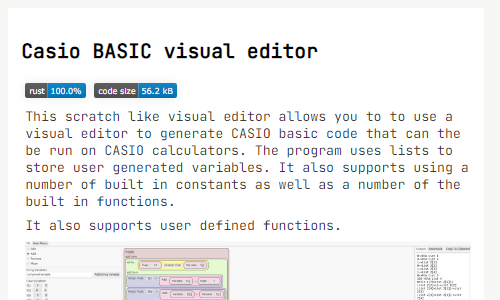 Casio BASIC visual editor
rust 100.0% code size 56.2 kB
This scratch like visual editor allows you to to use a
visual editor to generate CASIO basic code that can the
be run on CASIO calculators. The program uses lists to
store user generated variables. It also supports using a
number of built in constants as well as a number of the
built in functions.
It also supports user defined functions.